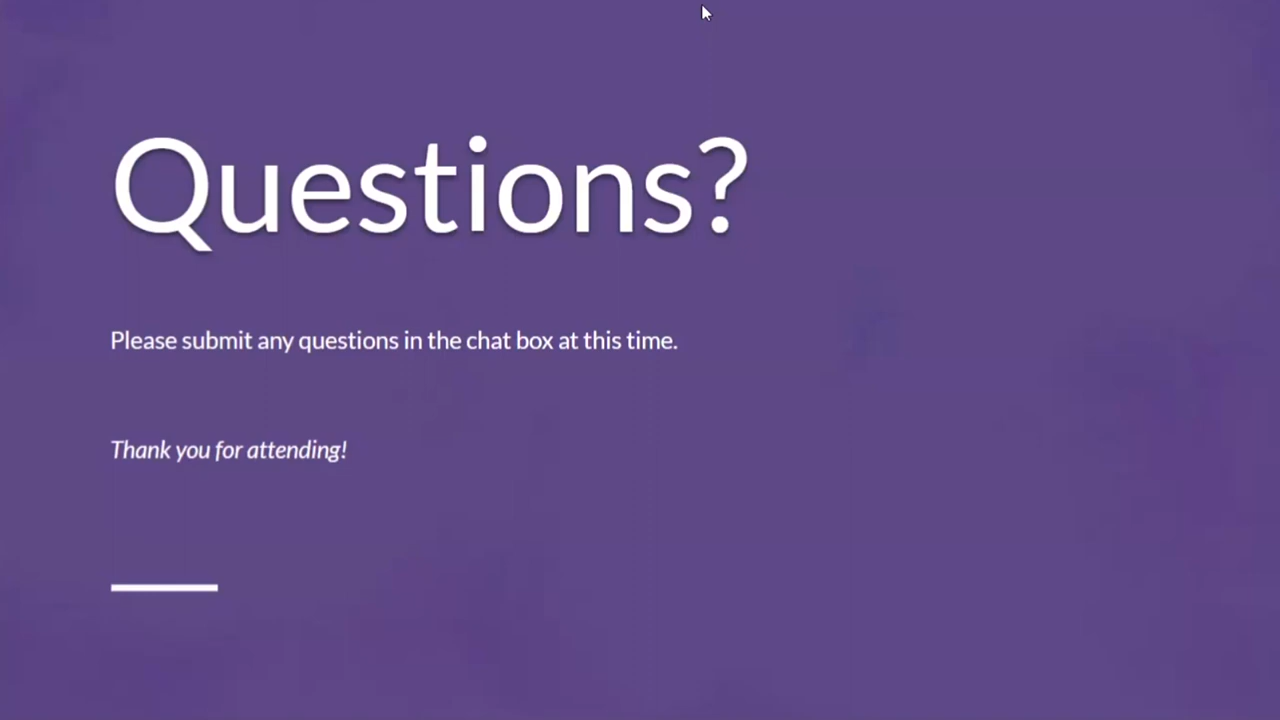 Questions?
Please submit any questions in the chat box at this time.
Thank you for attending!